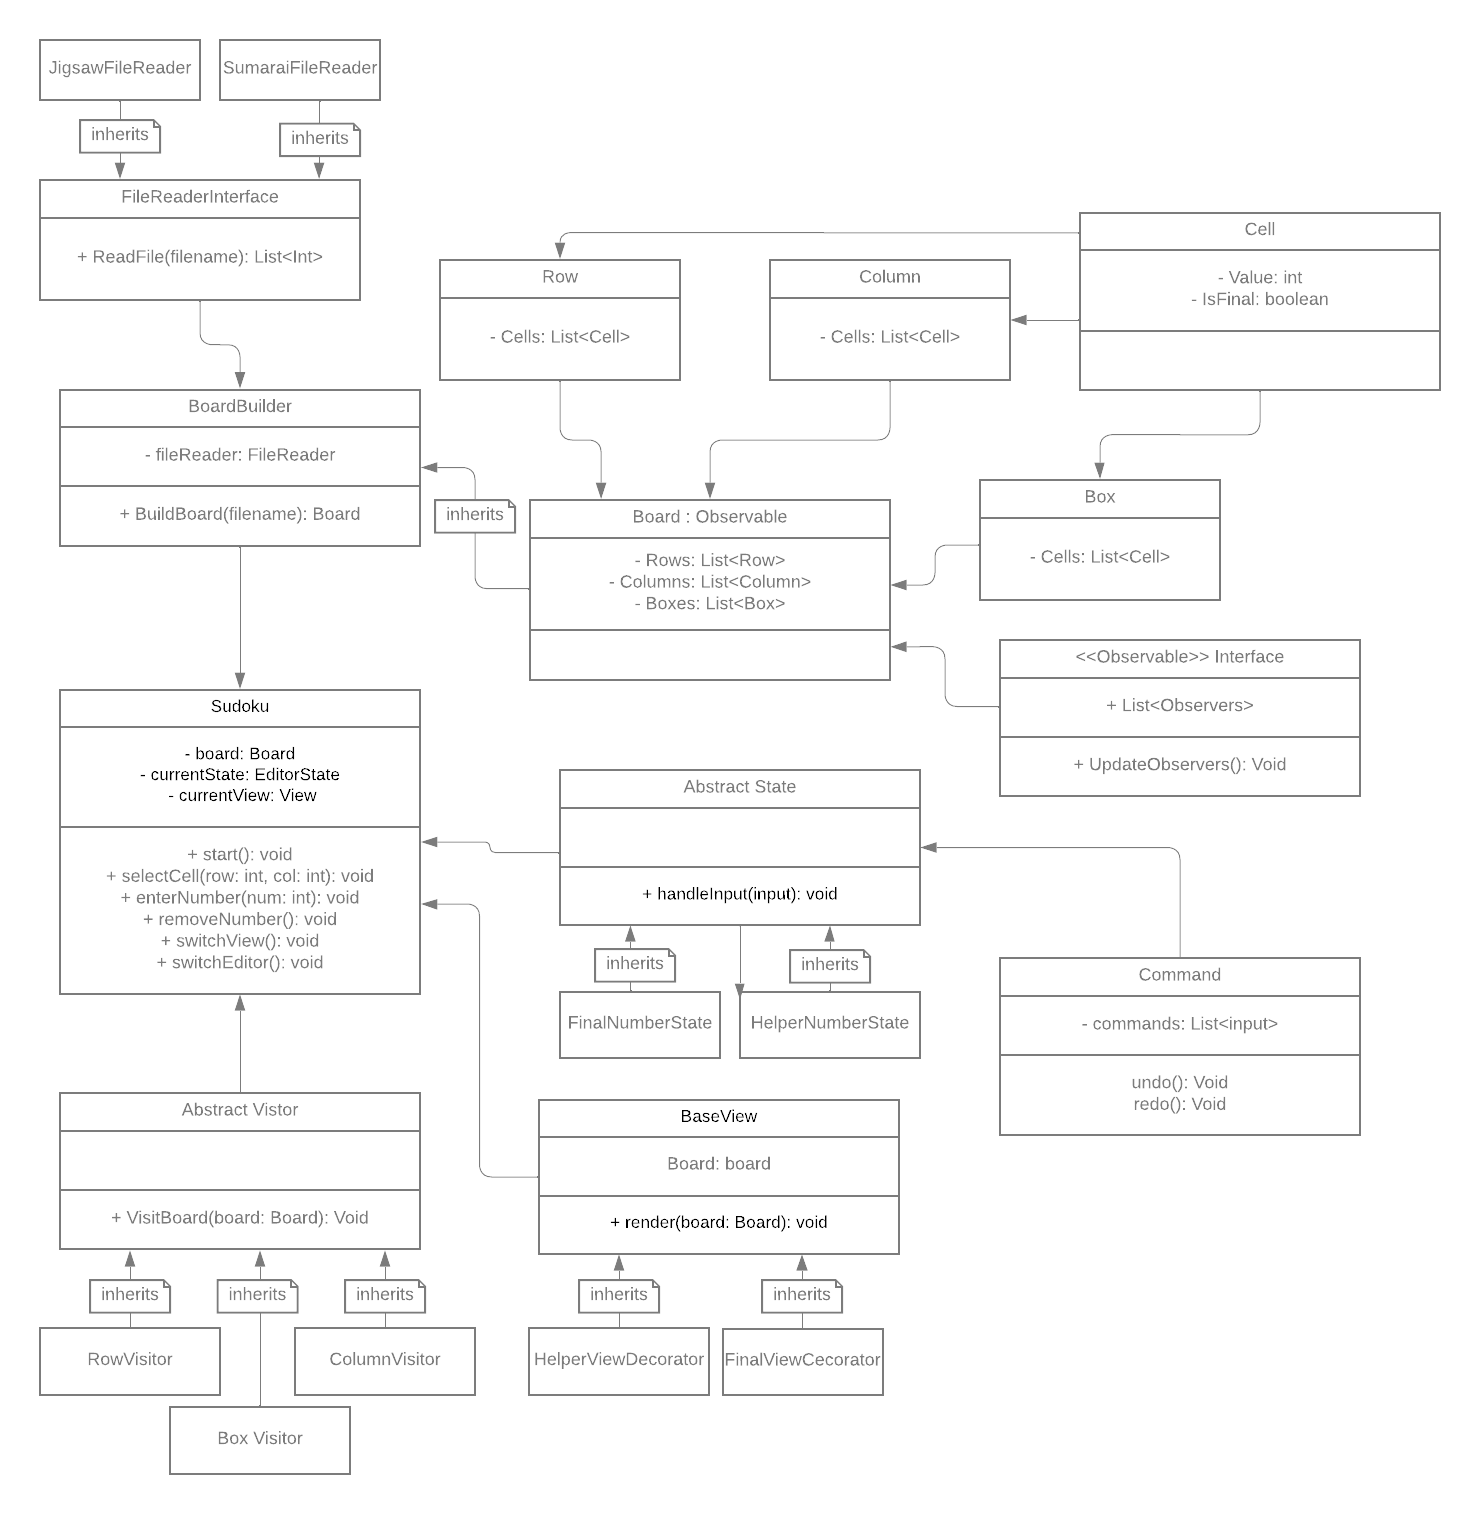 JigsawFileReader
SumaraiFileReader
inherits
inherits
FileReaderInterface
+ ReadFile(filename): List<Int>
Cell
- Value: int
- IsFinal: boolean
Row
- Cells: List<Cell>
Column
- Cells: List<Cell>
BoardBuilder
- fileReader: FileReader
+ BuildBoard(filename): Board
inherits
Board : Observable
- Rows: List<Row>
- Columns: List<Column>
- Boxes: List<Box>
Box
- Cells: List<Cell>
<<Observable>> Interface
+ List<Observers>
+ UpdateObservers(): Void
Sudoku
- board: Board
- currentState: EditorState
- currentView: View
+ start(): void
+ selectCell(row: int, col: int): void
+ enterNumber(num: int): void
+ removeNumber(): void
+ switchView(): void
+ switchEditor(): void
Abstract State
+ handleInput(input): void
inherits
inherits
FinalNumberState
HelperNumberState
Command
- commands: List<input>
undo(): Void
redo(): Void
Abstract Vistor
+ VisitBoard(board: Board): Void
BaseView
Board: board
+ render(board: Board): void
inherits
inherits
inherits
inherits
inherits
RowVisitor
ColumnVisitor
HelperViewDecorator
FinalViewCecorator
Box Visitor